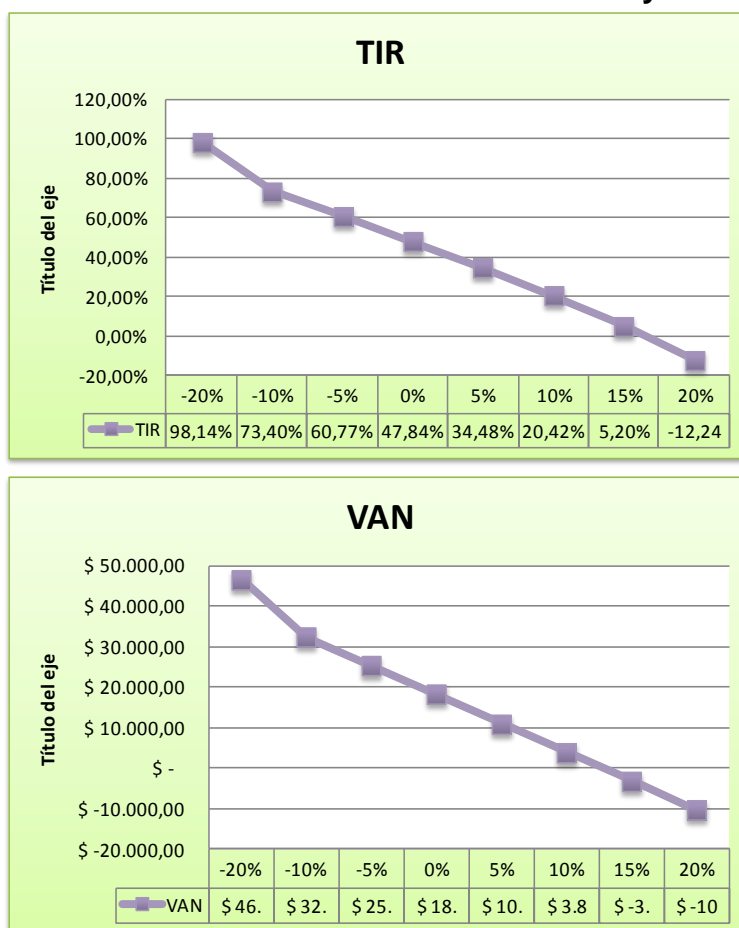 TIR
Título del eje
120,00%
100,00%
80,00%
60,00%
40,00%
20,00%
0,00%
-20,00%
-20% -10% -5% 0% 5% 10% 15% 20%
TIR 98,14% 73,40% 60,77% 47,84% 34,48% 20,42% 5,20% -12,24
VAN
Título del eje
$ 50.000,00
$ 40.000,00
$ 30.000,00
$ 20.000,00
$ 10.000,00
$ -
$ -10.000,00
$ -20.000,00
-20% -10% -5% 0% 5% 10% 15% 20%
VAN $ 46. $ 32. $ 25. $ 18. $ 10. $ 3.8 $ -3. $ -10